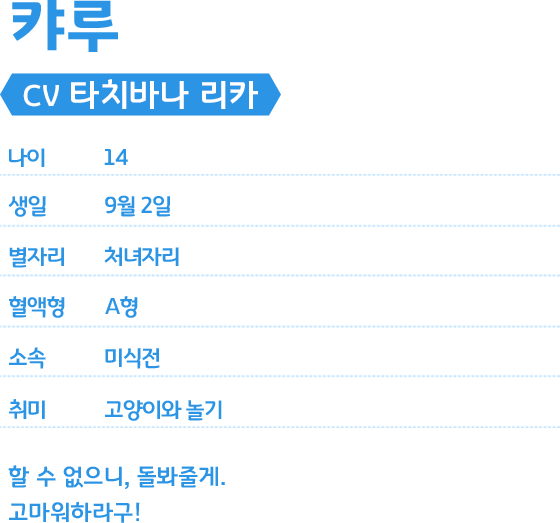 캬루
CV 타치바나 리카
나이 14
생일 9월 2일
별자리 처녀자리
혈액형 A형
소속 미식전
취미 고양이와 놀기
할 수 없으니, 돌봐줄게.
고마워하라구!